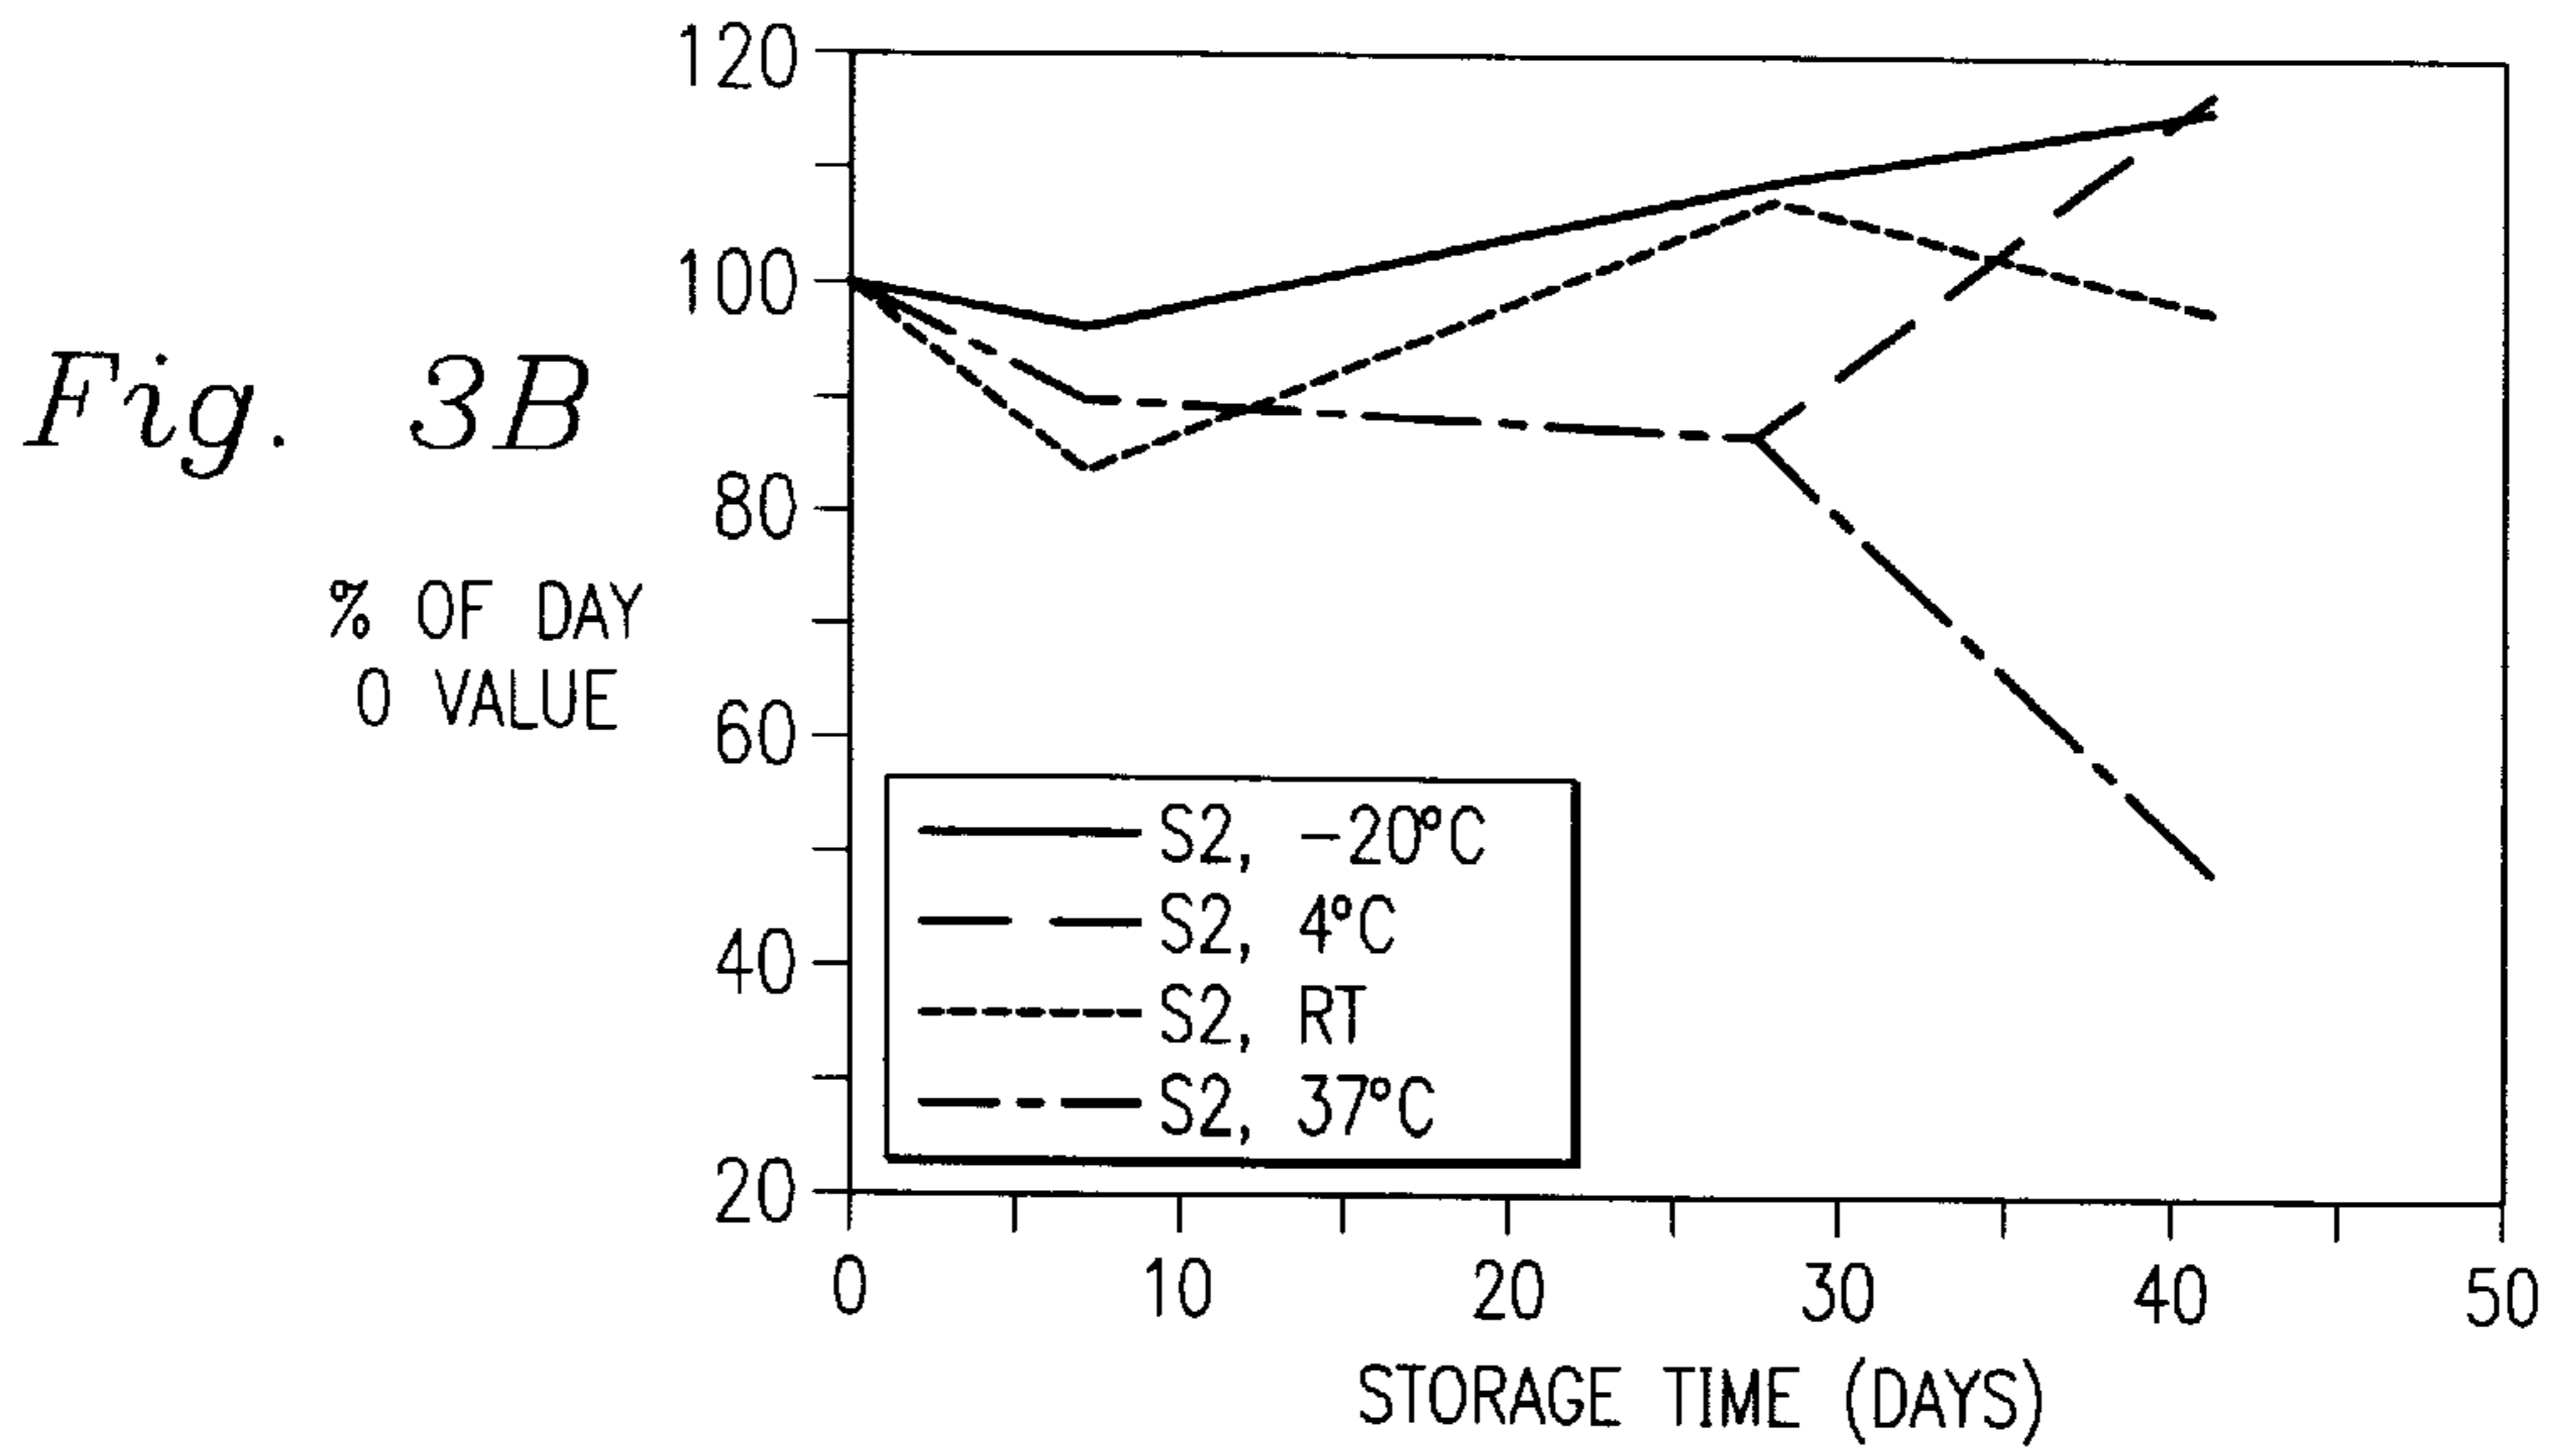 Fig. 3B
% OF DAY
0 VALUE
120
100
80
60
40
20
S2, -20°C
S2, 4°C
S2, RT
S2, 37°C
0 10 20 30 40 50
STORAGE TIME (DAYS)